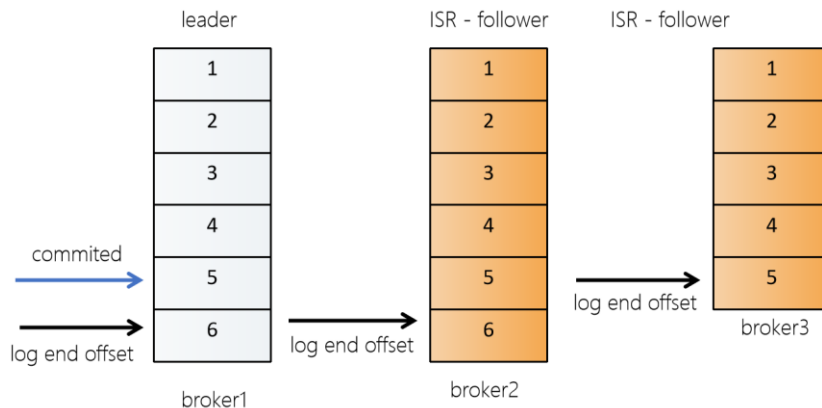 leader
ISR - follower
ISR - follower
1
2
3
4
5
6
1
2
3
4
5
6
1
2
3
4
5
commited
log end offset
log end offset
log end offset
broker1
broker2
broker3